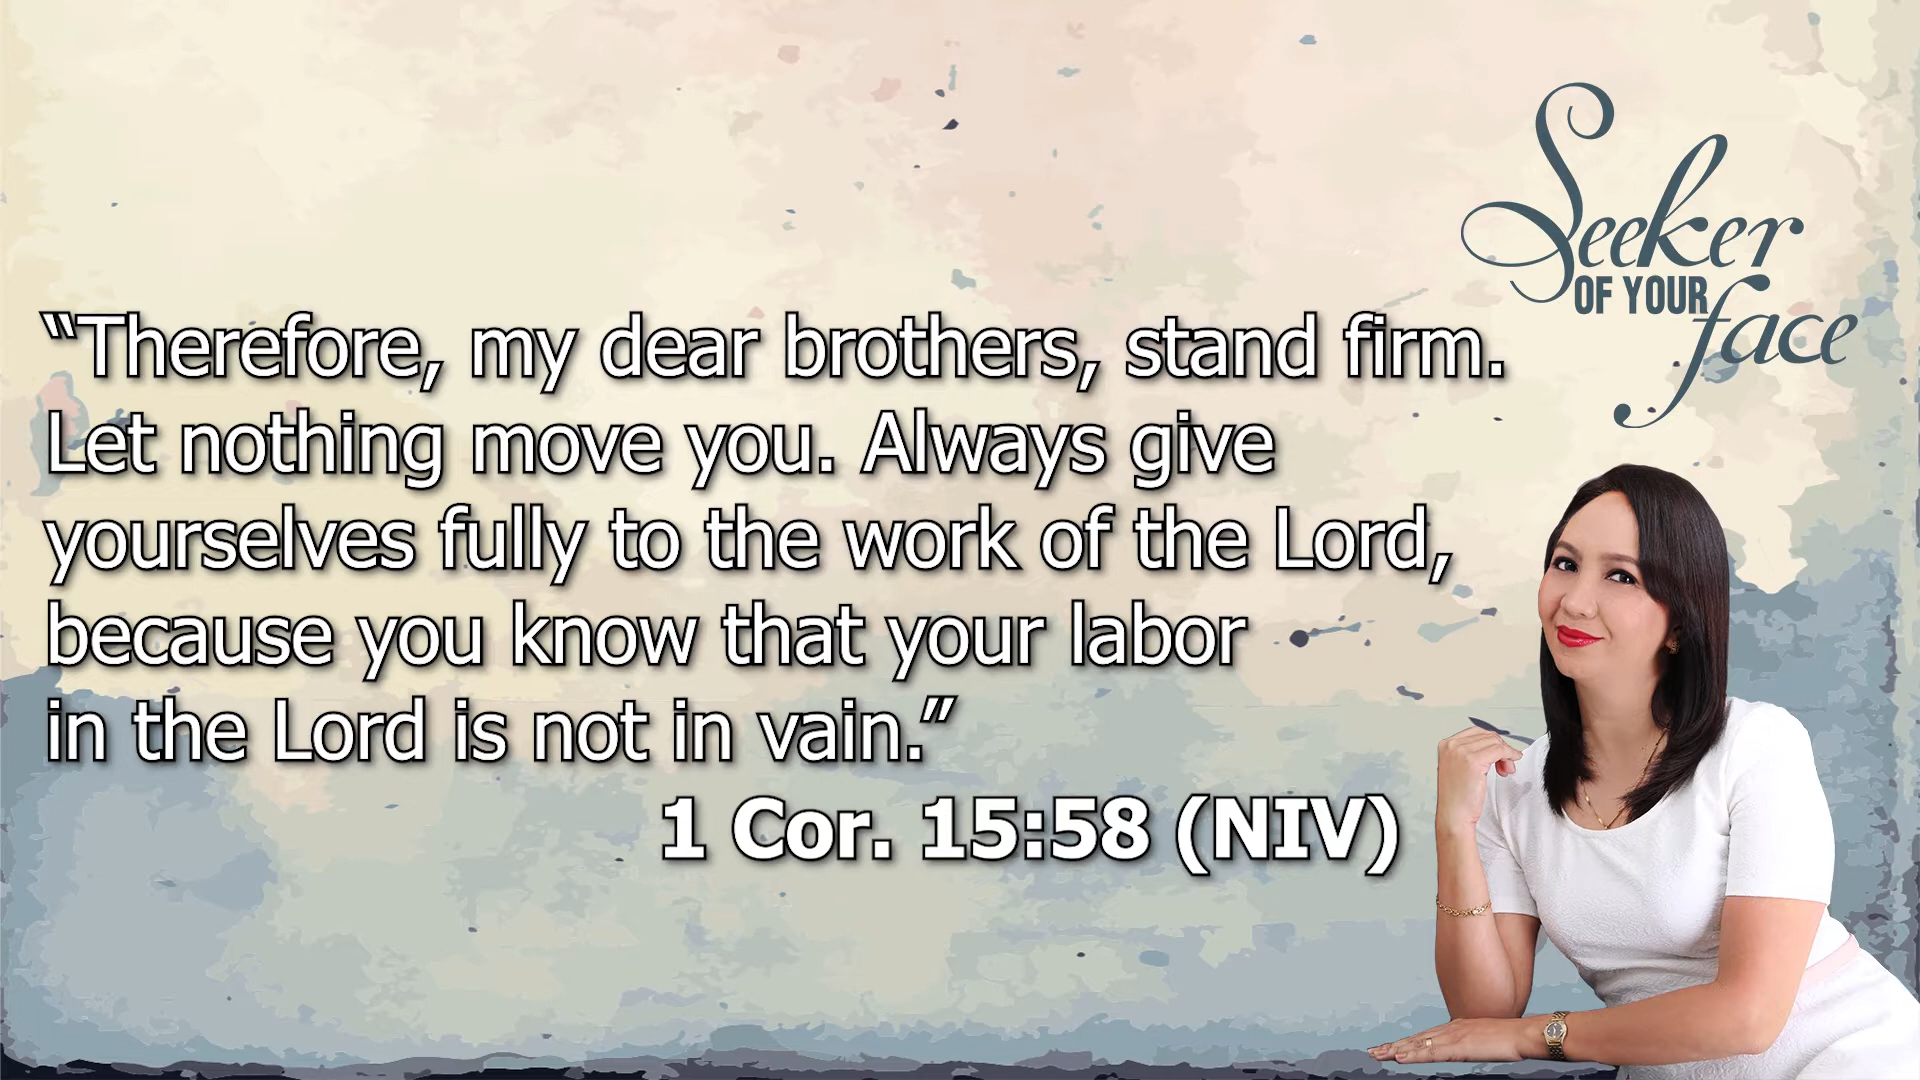 Seeker
OF YOUR
face
“Therefore, my dear brothers, stand firm.
Let nothing move you. Always give
yourselves fully to the work of the Lord,
because you know that your labor
in the Lord is not in vain.”
1 Cor. 15:58 (NIV)